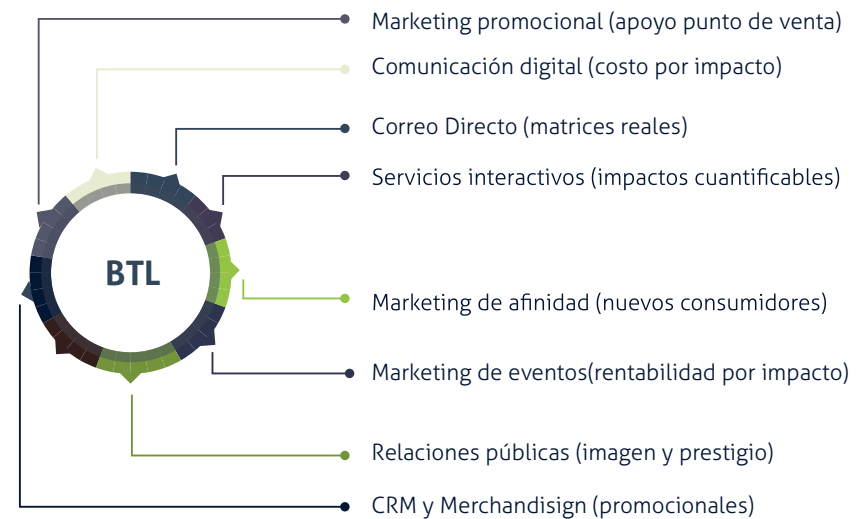 Marketing promocional (apoyo punto de venta)
Comunicación digital (costo por impacto)
Correo Directo (matrices reales)
Servicios interactivos (impactos cuantificables)
BTL
Marketing de afinidad (nuevos consumidores)
Marketing de eventos(rentabilidad por impacto)
Relaciones públicas (imagen y prestigio)
CRM y Merchandisign (promocionales)